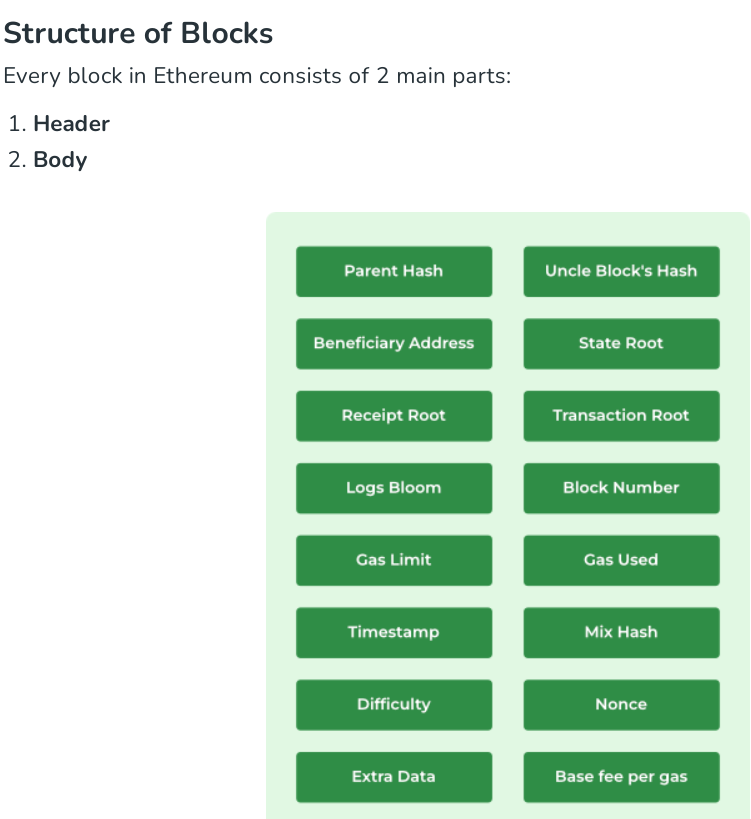 Structure of Blocks
Every block in Ethereum consists of 2 main parts:
1. Header
2. Body
Parent Hash
Uncle Block's Hash
Beneficiary Address
State Root
Receipt Root
Transaction Root
Logs Bloom
Block Number
Gas Limit
Gas Used
Timestamp
Mix Hash
Difficulty
Nonce
Extra Data
Base fee per gas